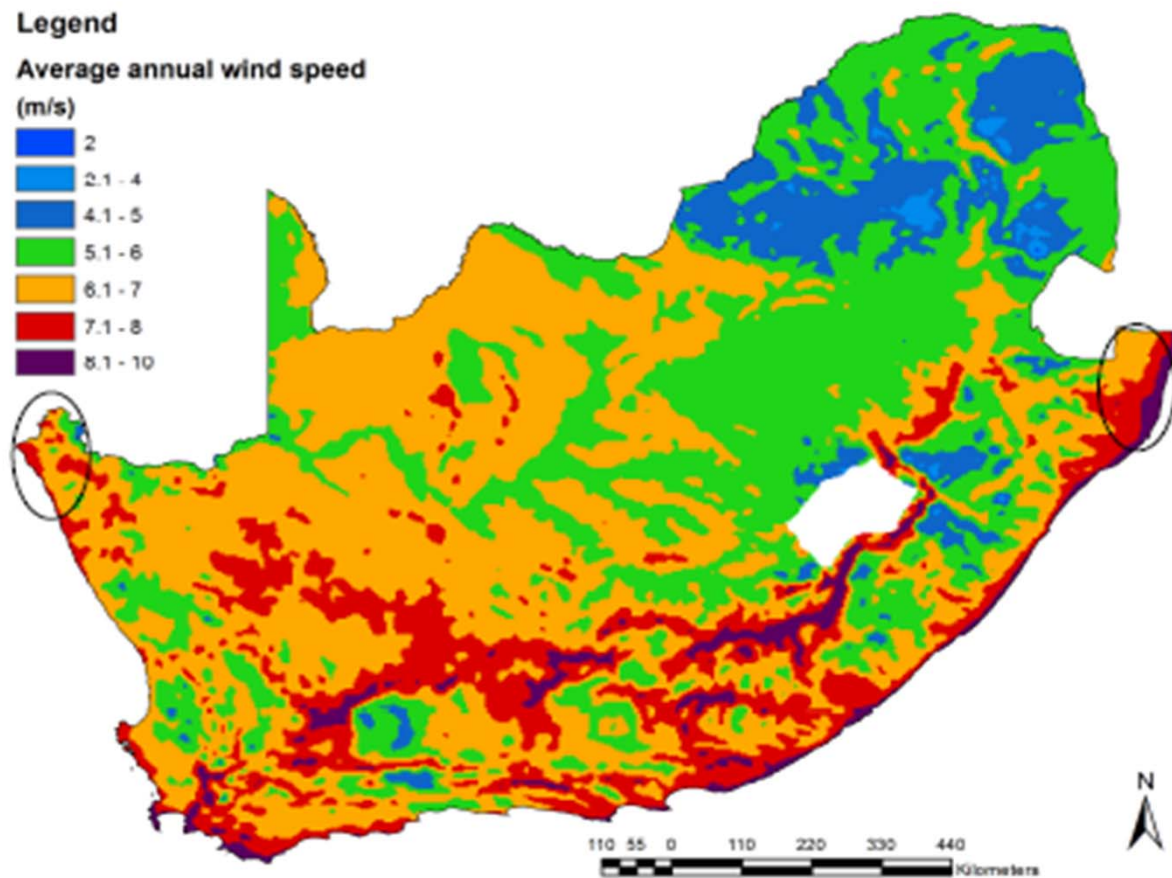 Legend
Average annual wind speed
(m/s)
2
2.1 - 4
4.1 - 5
5.1 - 6
6.1 - 7
7.1 - 8
8.1 - 10
N
110 55 0 110 220 330 440
Kilometers